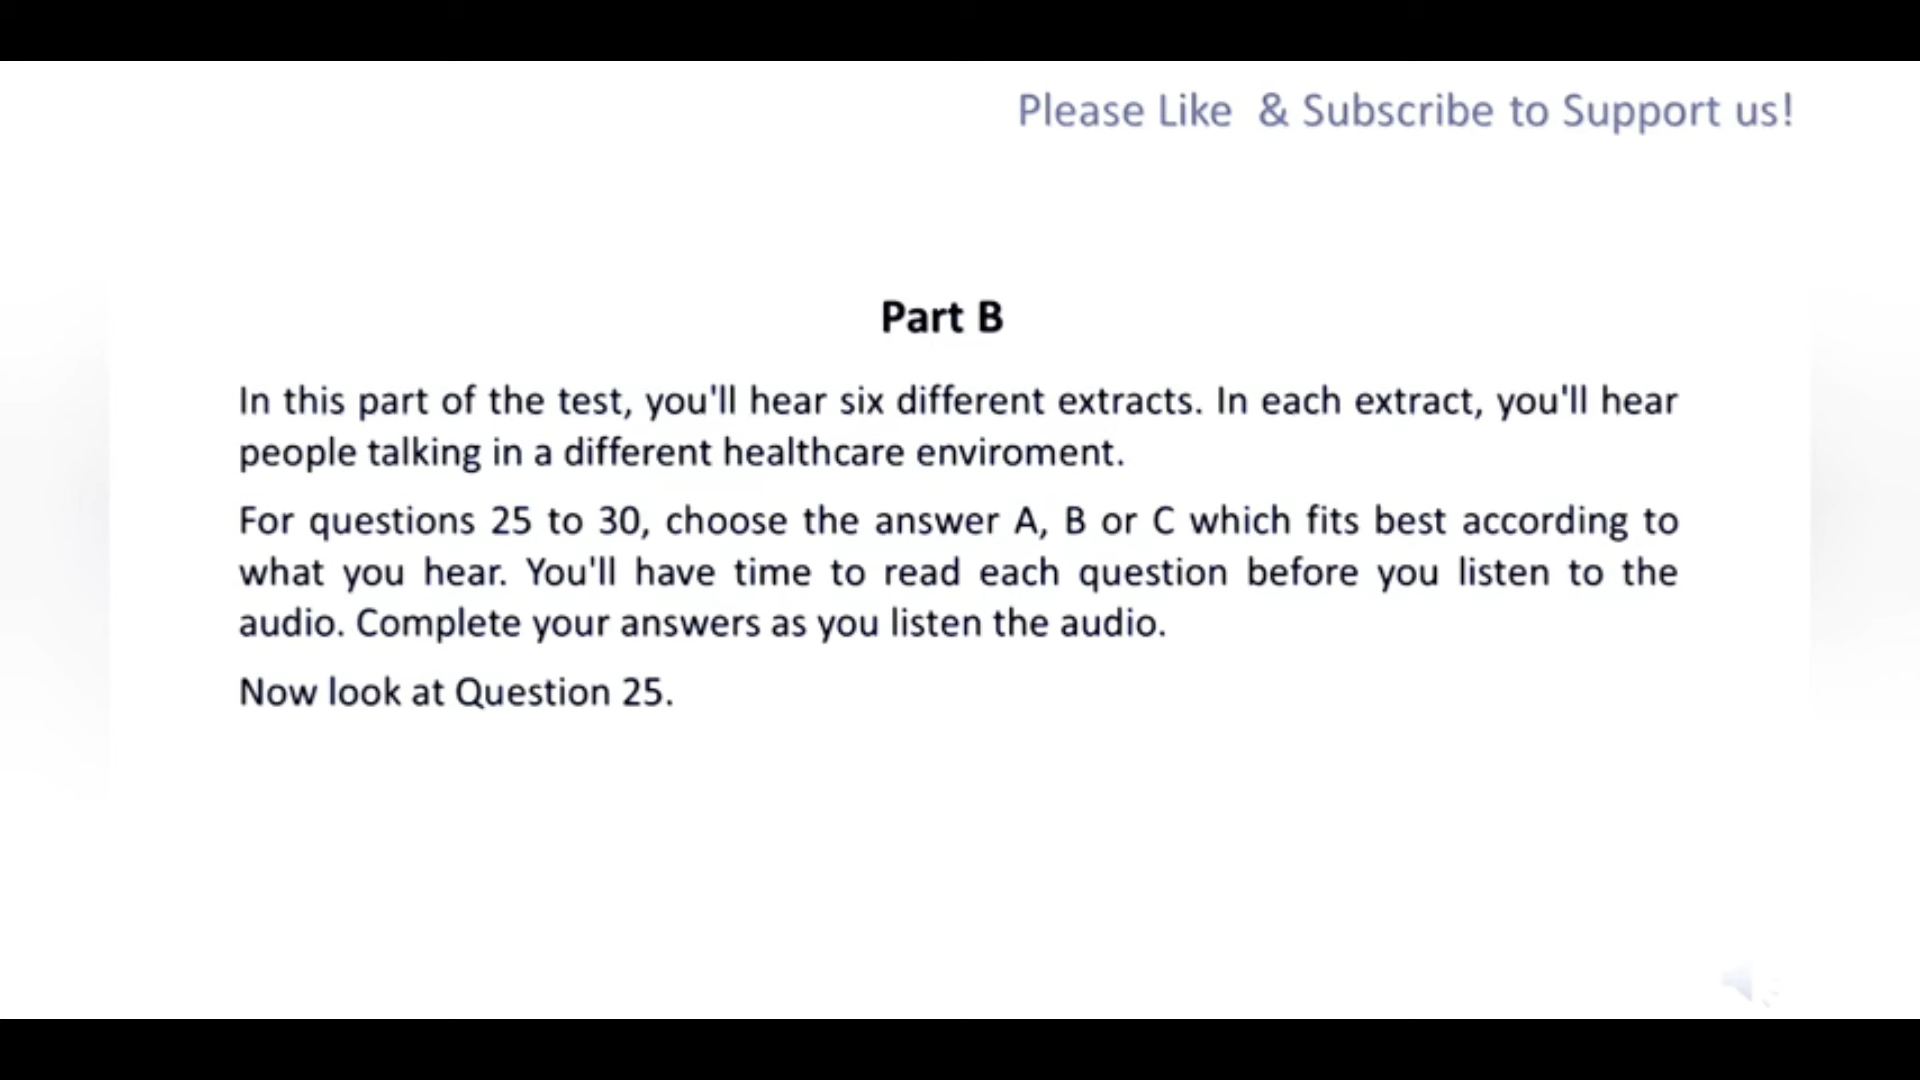 Please Like & Subscribe to Support us!
Part B
In this part of the test, you'll hear six different extracts. In each extract, you'll hear
people talking in a different healthcare enviroment.
For questions 25 to 30, choose the answer A, B or C which fits best according to
what you hear. You'll have time to read each question before you listen to the
audio. Complete your answers as you listen the audio.
Now look at Question 25.